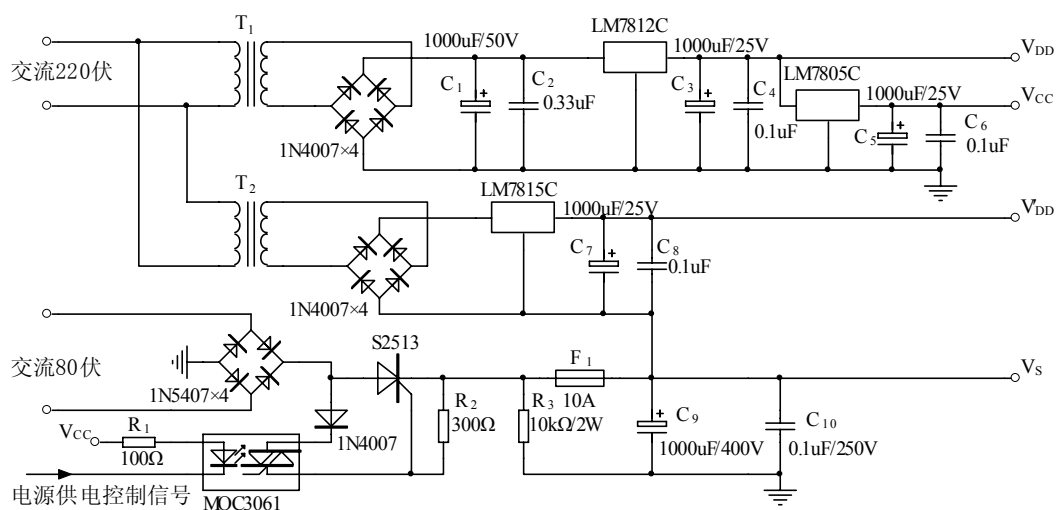 T1
LM7812C
1000uF/50V
1000uF/25V
VDD
交流220伏
LM7805C
C1
C2
0.33uF
C3
C4
0.1uF
1000uF/25V
VCC
C5
C6
0.1uF
1N4007×4
T2
LM7815C
1000uF/25V
V'DD
C7
C8
0.1uF
1N4007×4
S2513
交流80伏
F1
VS
1N5407×4
10A
R2
300Ω
R3
10kΩ/2W
C9
1000uF/400V
C10
0.1uF/250V
VCC
R1
100Ω
1N4007
电源供电控制信号
MOC3061